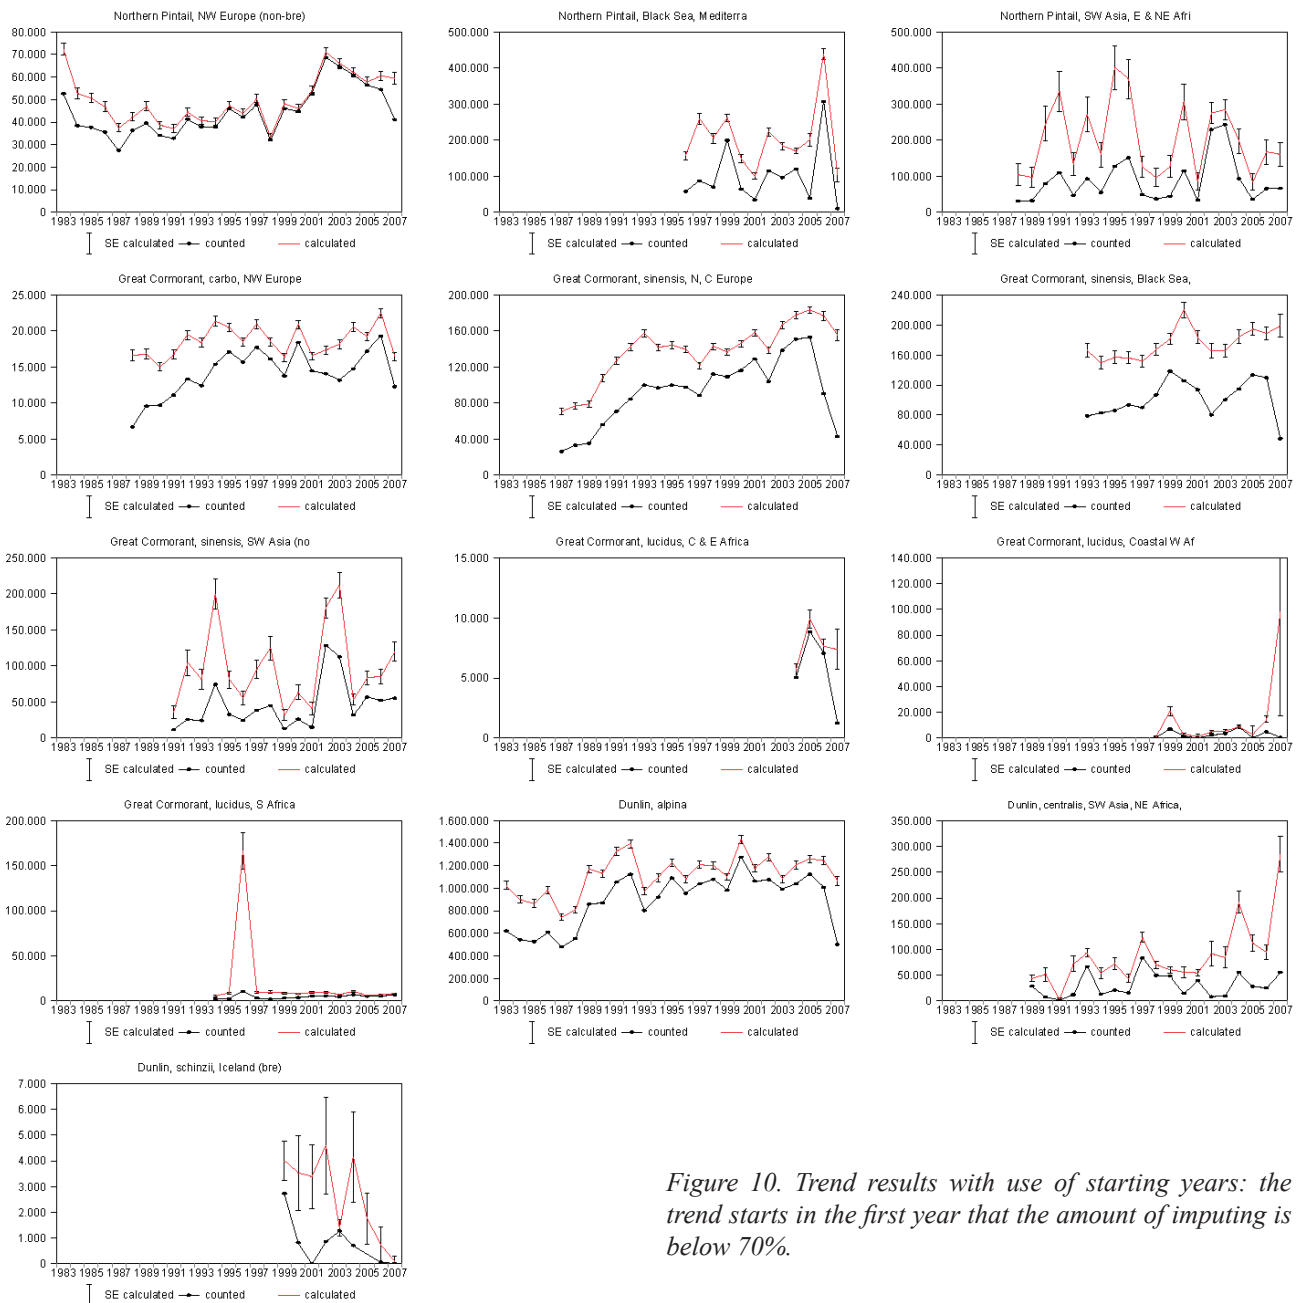 Northern Pintail, NW Europe (non-bre)
80.000
70.000
60.000
50.000
40.000
30.000
20.000
10.000
0
1983 1985 1987 1989 1991 1993 1995 1997 1999 2001 2003 2005 2007
SE calculated counted calculated
Northern Pintail, Black Sea, Mediterra
500.000
400.000
300.000
200.000
100.000
0
1983 1985 1987 1989 1991 1993 1995 1997 1999 2001 2003 2005 2007
SE calculated counted calculated
Northern Pintail, SW Asia, E & NE Afri
500.000
400.000
300.000
200.000
100.000
0
1983 1985 1987 1989 1991 1993 1995 1997 1999 2001 2003 2005 2007
SE calculated counted calculated
Great Cormorant, carbo, NW Europe
25.000
20.000
15.000
10.000
5.000
0
1983 1985 1987 1989 1991 1993 1995 1997 1999 2001 2003 2005 2007
SE calculated counted calculated
Great Cormorant, sinensis, N, C Europe
200.000
160.000
120.000
80.000
40.000
0
1983 1985 1987 1989 1991 1993 1995 1997 1999 2001 2003 2005 2007
SE calculated counted calculated
Great Cormorant, sinensis, Black Sea,
240.000
200.000
160.000
120.000
80.000
40.000
0
1983 1985 1987 1989 1991 1993 1995 1997 1999 2001 2003 2005 2007
SE calculated counted calculated
Great Cormorant, sinensis, SW Asia (no
250.000
200.000
150.000
100.000
50.000
0
1983 1985 1987 1989 1991 1993 1995 1997 1999 2001 2003 2005 2007
SE calculated counted calculated
Great Cormorant, lucidus, C & E Africa
15.000
10.000
5.000
0
1983 1985 1987 1989 1991 1993 1995 1997 1999 2001 2003 2005 2007
SE calculated counted calculated
Great Cormorant, lucidus, Coastal W Af
140.000
120.000
100.000
80.000
60.000
40.000
20.000
0
1983 1985 1987 1989 1991 1993 1995 1997 1999 2001 2003 2005 2007
SE calculated counted calculated
Great Cormorant, lucidus, S Africa
200.000
150.000
100.000
50.000
0
1983 1985 1987 1989 1991 1993 1995 1997 1999 2001 2003 2005 2007
SE calculated counted calculated
Dunlin, alpina
1.600.000
1.400.000
1.200.000
1.000.000
800.000
600.000
400.000
200.000
0
1983 1985 1987 1989 1991 1993 1995 1997 1999 2001 2003 2005 2007
SE calculated counted calculated
Dunlin, centralis, SW Asia, NE Africa,
350.000
300.000
250.000
200.000
150.000
100.000
50.000
0
1983 1985 1987 1989 1991 1993 1995 1997 1999 2001 2003 2005 2007
SE calculated counted calculated
Dunlin, schinzii, Iceland (bre)
7.000
6.000
5.000
4.000
3.000
2.000
1.000
0
1983 1985 1987 1989 1991 1993 1995 1997 1999 2001 2003 2005 2007
SE calculated counted calculated
Figure 10. Trend results with use of starting years: the
trend starts in the first year that the amount of imputing is
below 70%.